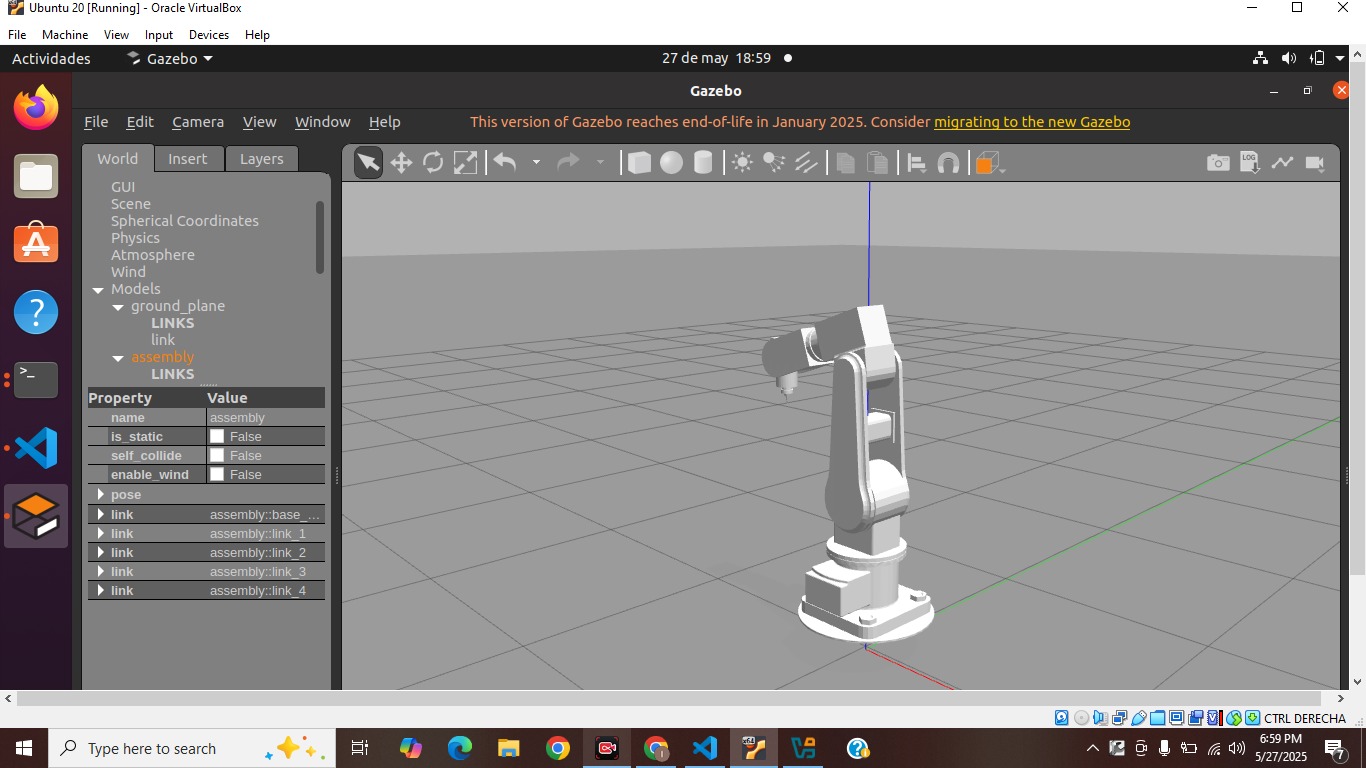 Ubuntu 20 [Running] - Oracle VirtualBox
File Machine View Input Devices Help
Actividades Gazebo 27 de may 18:59
Gazebo
File Edit Camera View Window Help This version of Gazebo reaches end-of-life in January 2025. Consider migrating to the new Gazebo
World Insert Layers
LOG
GUI
Scene
Spherical Coordinates
Physics
Atmosphere
Wind
Models
ground_plane
LINKS
link
assembly
LINKS
Property Value
name assembly
is_static False
self_collide False
enable_wind False
pose
link assembly::base_...
link assembly::link_1
link assembly::link_2
link assembly::link_3
link assembly::link_4
CTRL DERECHA
Type here to search
6:59 PM
5/27/2025
7